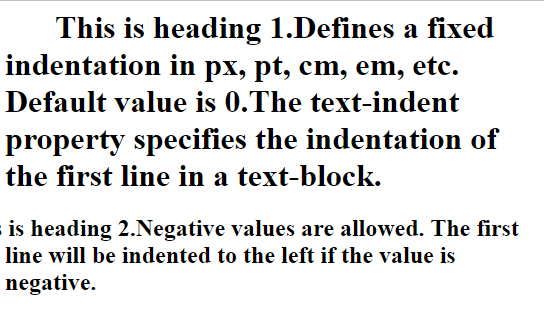 This is heading 1.Defines a fixed
indentation in px, pt, cm, em, etc.
Default value is 0.The text-indent
property specifies the indentation of
the first line in a text-block.
is heading 2.Negative values are allowed. The first
line will be indented to the left if the value is
negative.